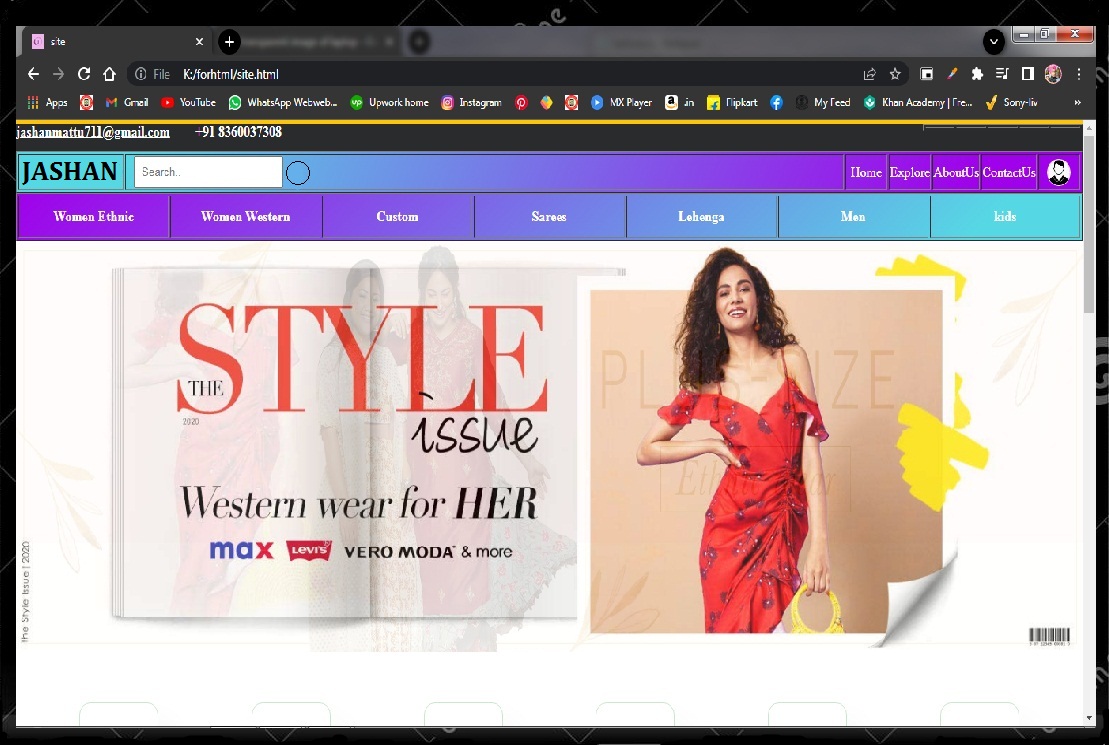 site
File K:/forhtml/site.html
Apps Gmail YouTube WhatsApp Webweb... Upwork home Instagram MX Player .in Flipkart My Feed Khan Academy | Fre... Sony-liv »
jashanmattu711@gmail.com +91 8360037308
JASHAN Search.. Home Explore AboutUs ContactUs
Women Ethnic Women Western Custom Sarees Lehenga Men kids
THE STYLE
2020
issue
Western wear for HER
max LEVI'S VERO MODA & more
PLUS-SIZE
Ethnic Wear
the Style Issue | 2020